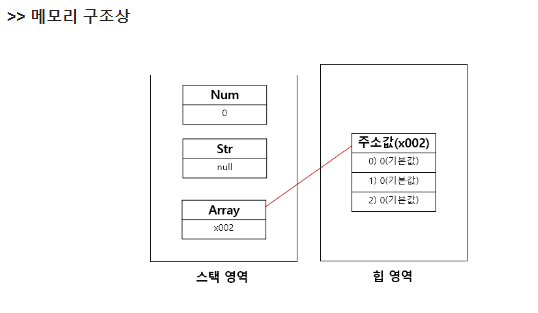 >> 메모리 구조상
Num
0
Str
null
Array
x002
스택 영역
주소값(x002)
0) 0(기본값)
1) 0(기본값)
2) 0(기본값)
힙 영역